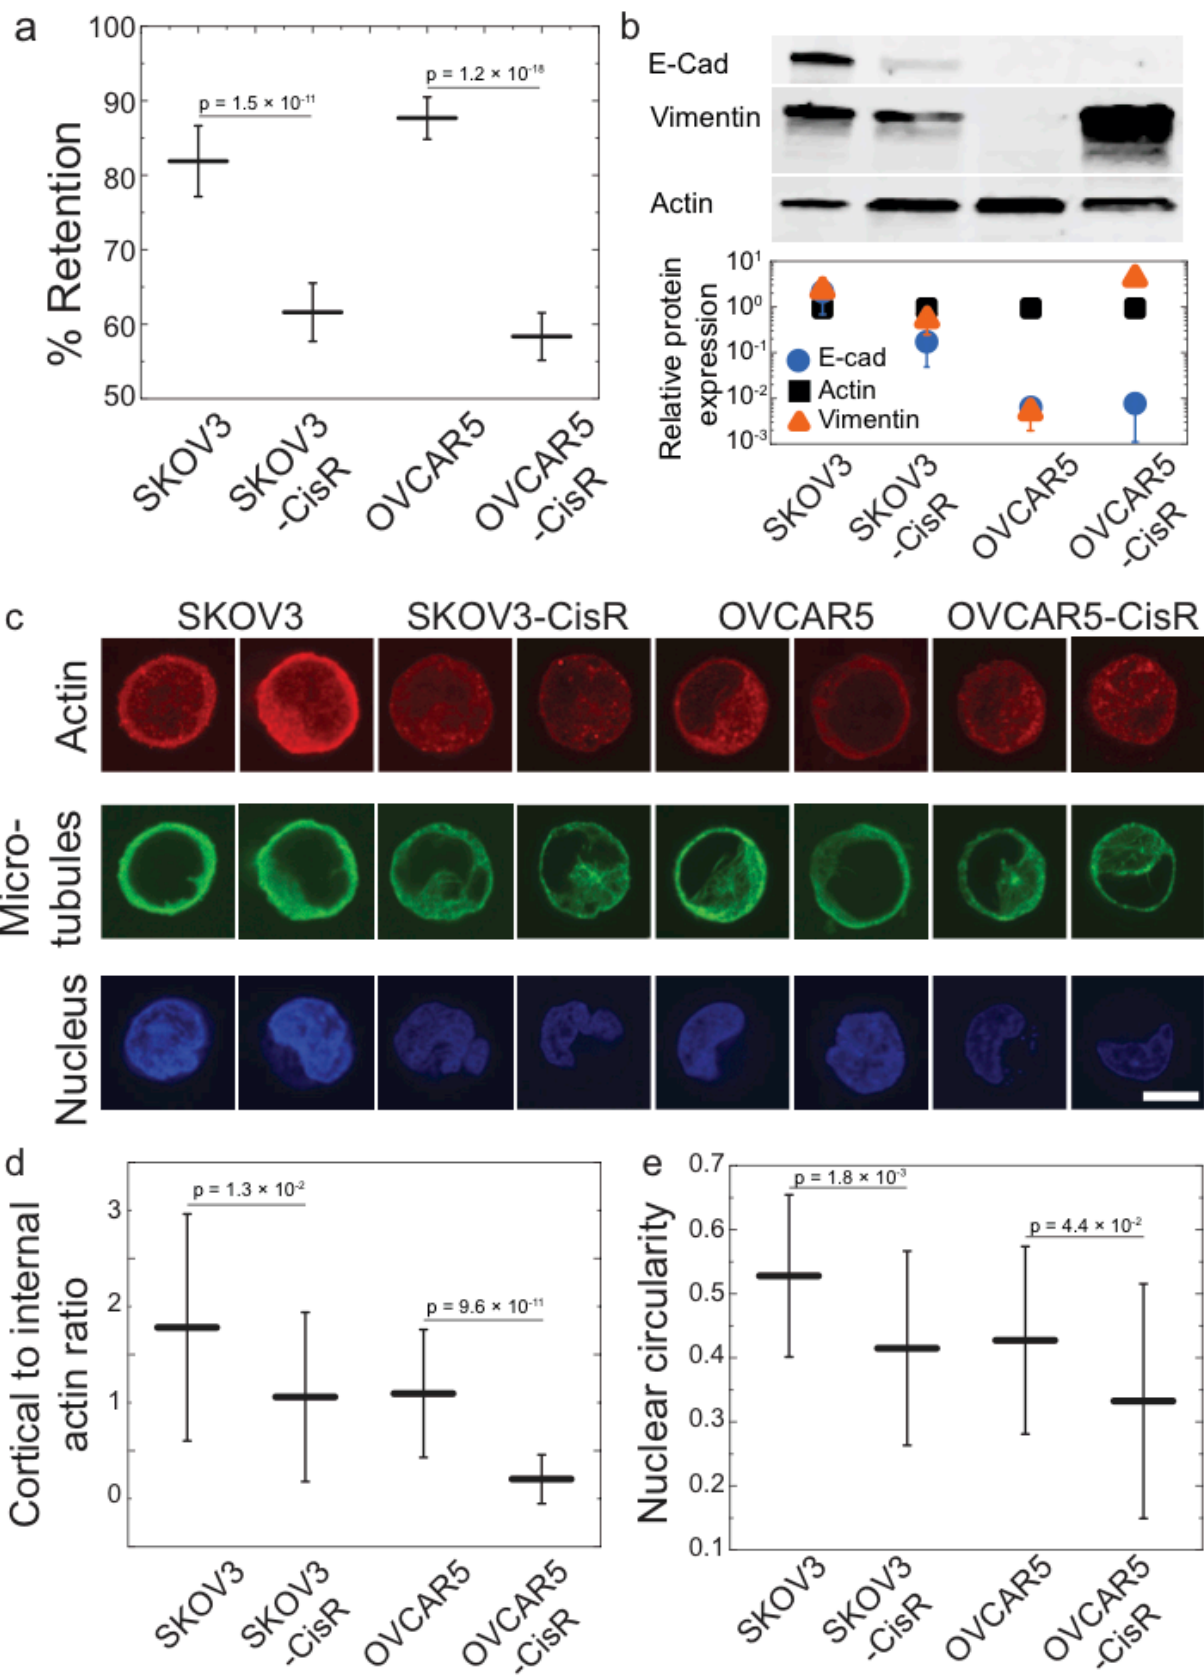 a
100
90
80
70
60
50
% Retention
p = 1.5 × 10-11
p = 1.2 × 10-18
SKOV3
SKOV3
-CisR
OVCAR5
OVCAR5
-CisR
b
E-Cad
Vimentin
Actin
Relative protein
expression
101
100
10-1
10-2
10-3
E-cad
Actin
Vimentin
SKOV3
SKOV3
-CisR
OVCAR5
OVCAR5
-CisR
c
SKOV3
SKOV3-CisR
OVCAR5
OVCAR5-CisR
Actin
Micro-
tubules
Nucleus
d
Cortical to internal
actin ratio
3
2
1
0
p = 1.3 × 10-2
p = 9.6 × 10-11
SKOV3
SKOV3
-CisR
OVCAR5
OVCAR5
-CisR
e
Nuclear circularity
0.7
0.6
0.5
0.4
0.3
0.2
0.1
p = 1.8 × 10-3
p = 4.4 × 10-2
SKOV3
SKOV3
-CisR
OVCAR5
OVCAR5
-CisR